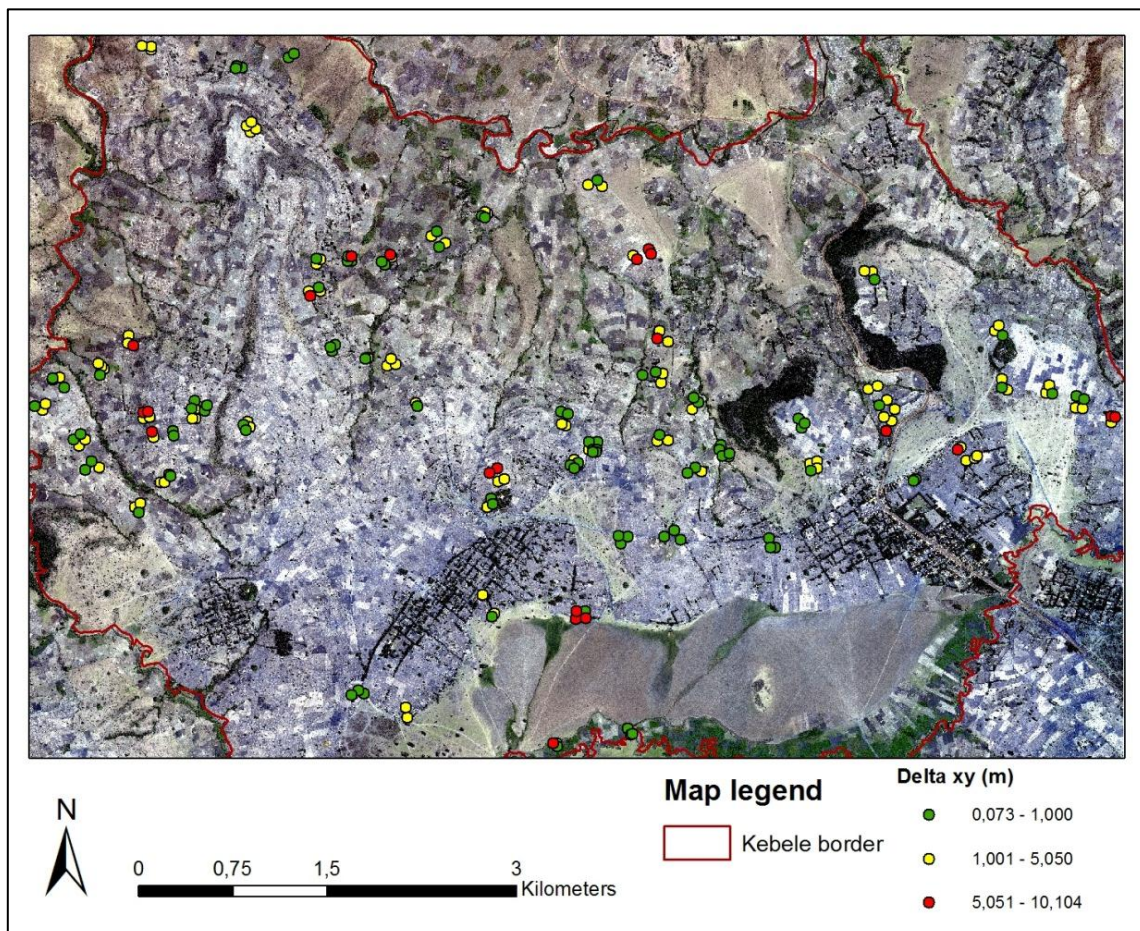 N
0 0,75 1,5 3
Kilometers
Map legend
Kebele border
Delta xy (m)
0,073 - 1,000
1,001 - 5,050
5,051 - 10,104